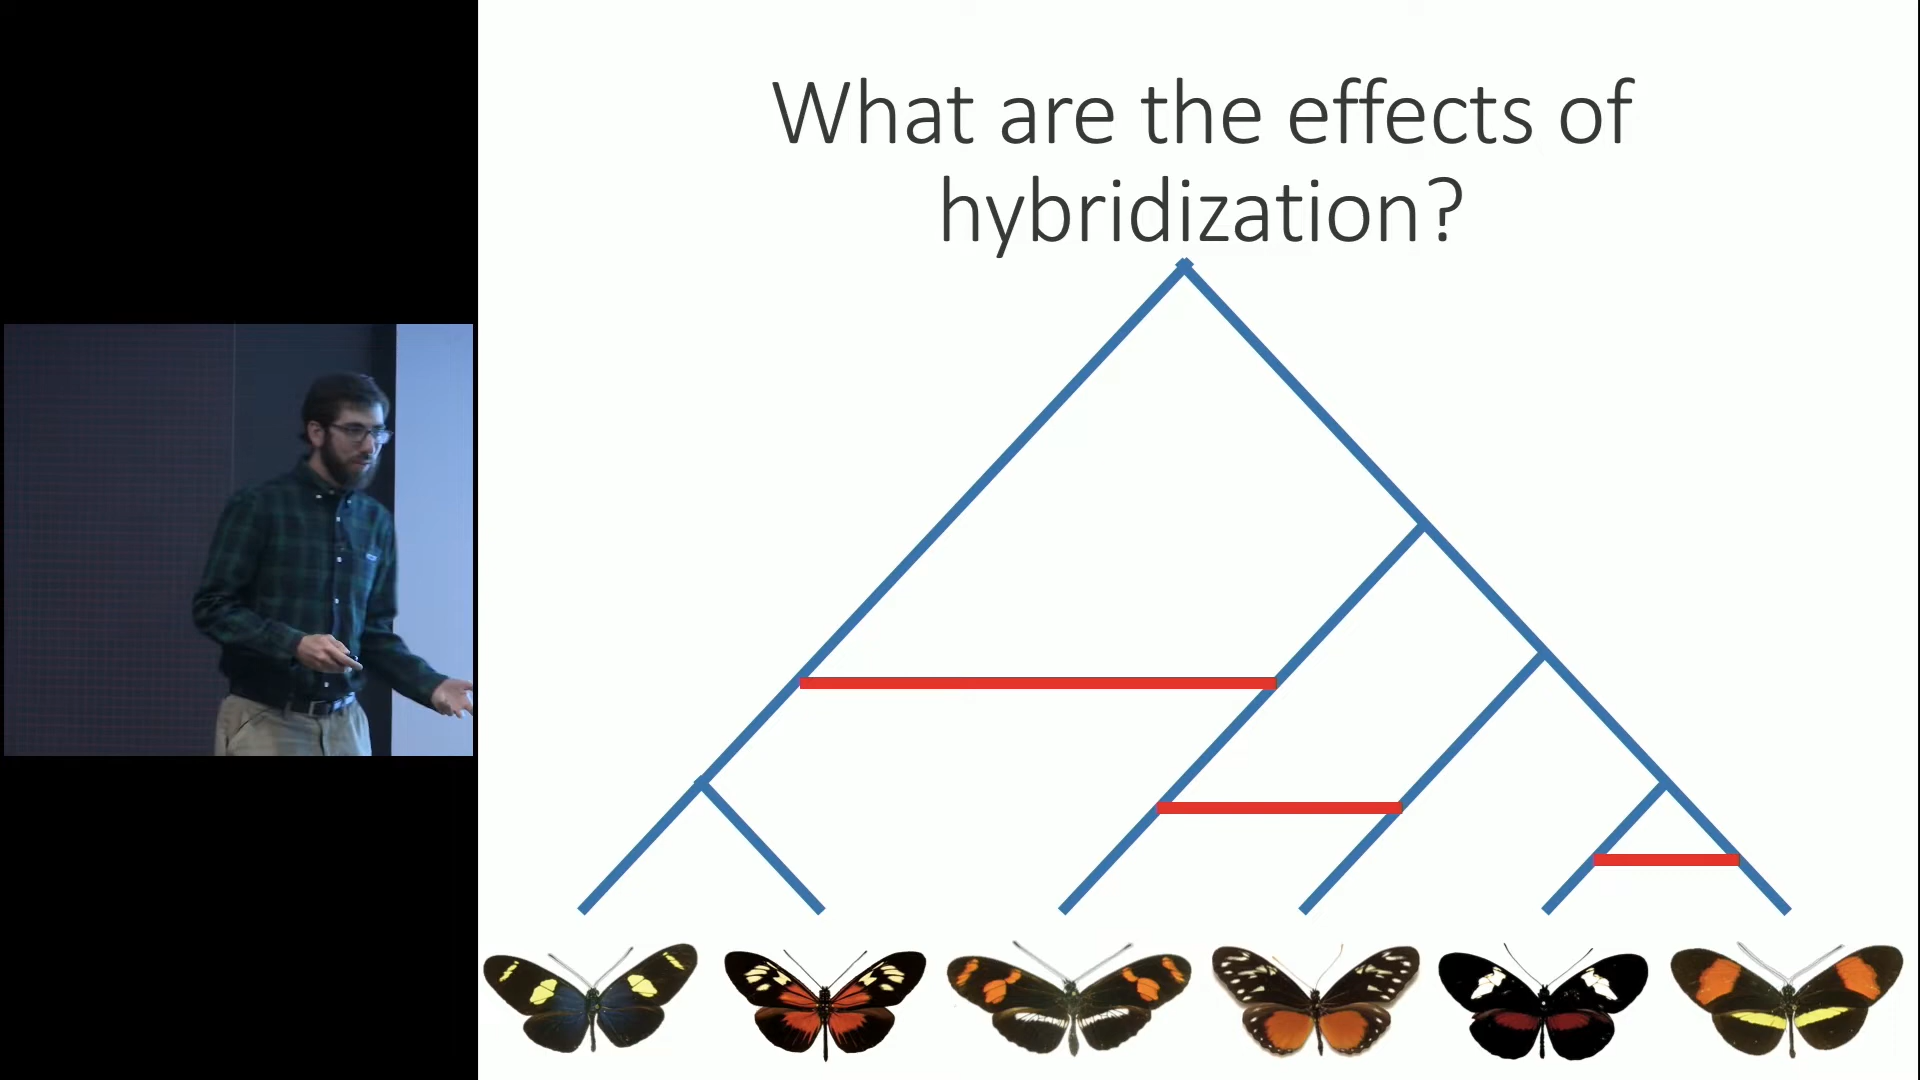 What are the effects of
hybridization?